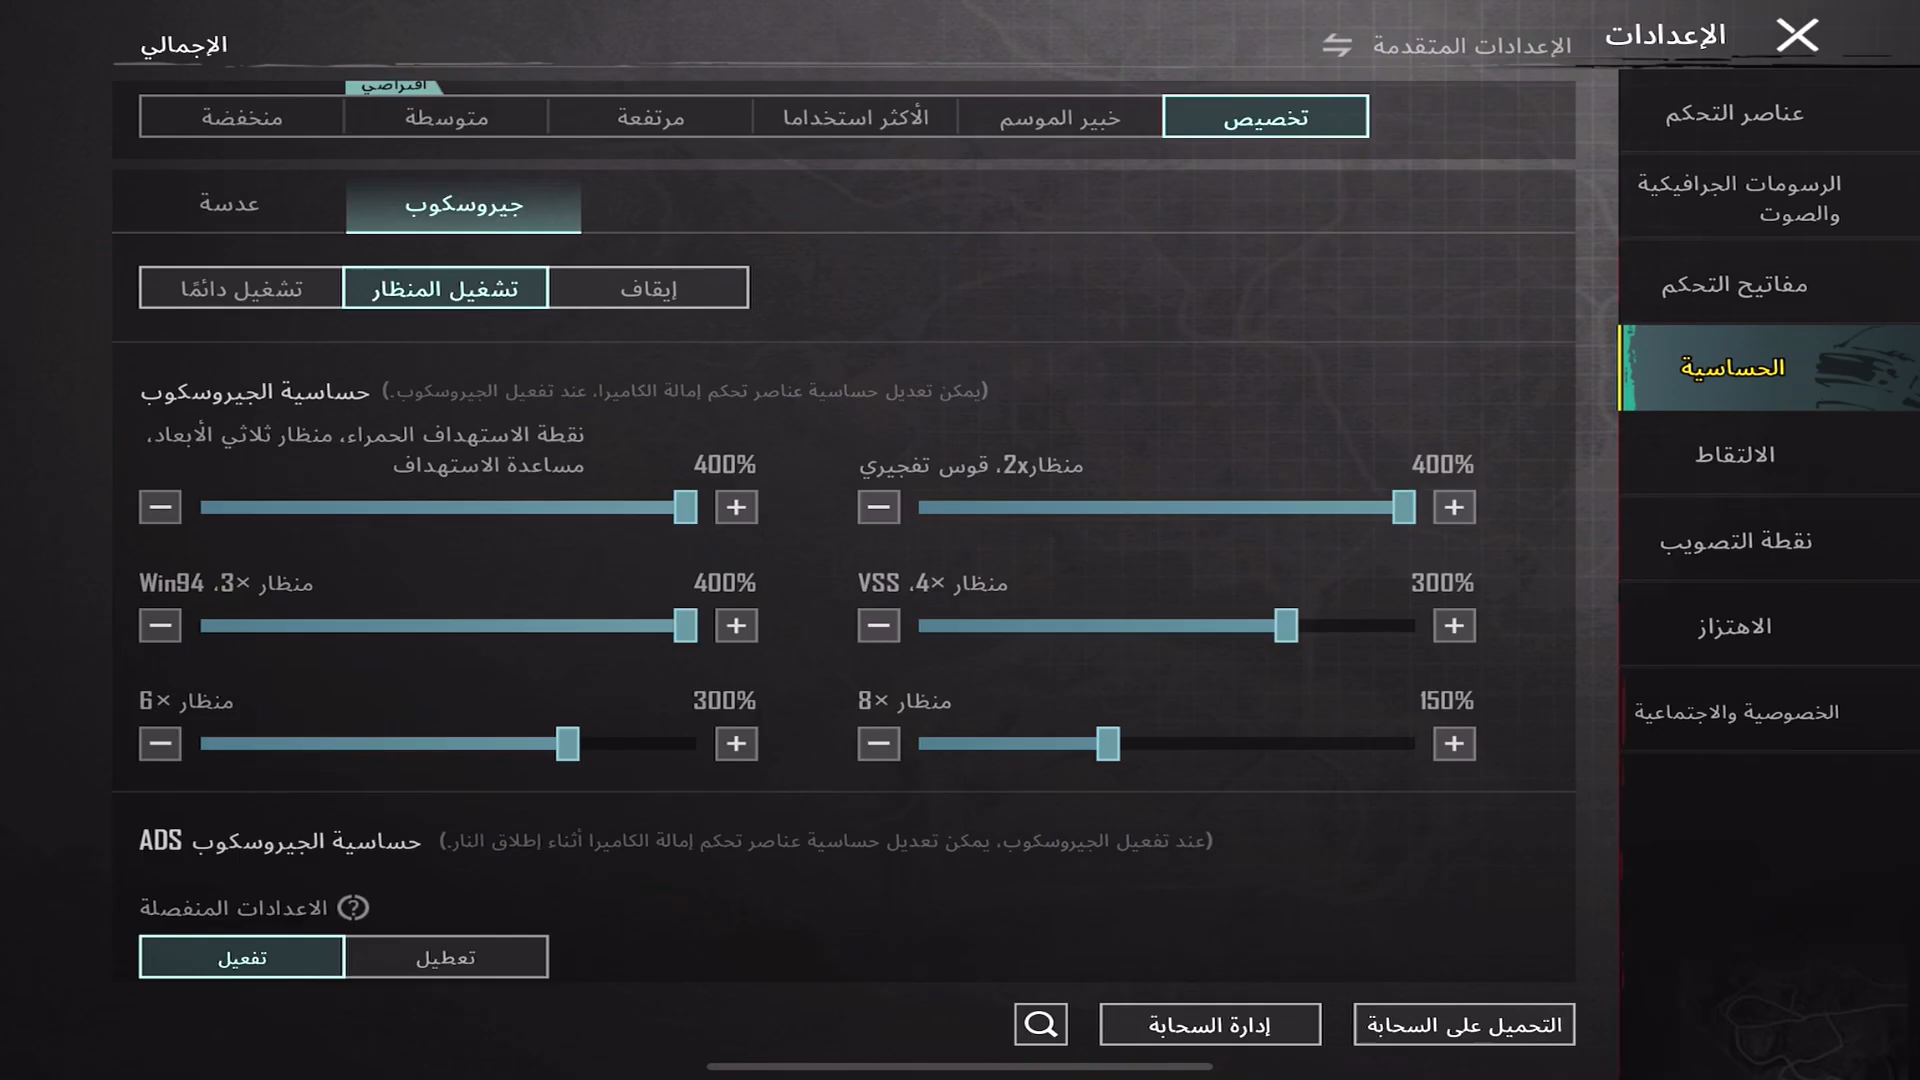 الإعدادات
الإعدادات المتقدمة
الإجمالي
افتراضي
تخصيص
خبير الموسم
الأكثر استخداما
مرتفعة
متوسطة
منخفضة
جيروسكوب
عدسة
إيقاف
تشغيل المنظار
تشغيل دائمًا
حساسية الجيروسكوب (يمكن تعديل حساسية عناصر تحكم إمالة الكاميرا، عند تفعيل الجيروسكوب.)
نقطة الاستهداف الحمراء، منظار ثلاثي الأبعاد،
مساعدة الاستهداف
400%
منظار2x، قوس تفجيري
400%
منظار ×3، Win94
400%
منظار ×4، VSS
300%
منظار ×6
300%
منظار ×8
150%
حساسية الجيروسكوب ADS (عند تفعيل الجيروسكوب، يمكن تعديل حساسية عناصر تحكم إمالة الكاميرا أثناء إطلاق النار.)
الاعدادات المنفصلة
تعطيل
تفعيل
التحميل على السحابة
إدارة السحابة
عناصر التحكم
الرسومات الجرافيكية
والصوت
مفاتيح التحكم
الحساسية
الالتقاط
نقطة التصويب
الاهتزاز
الخصوصية والاجتماعية